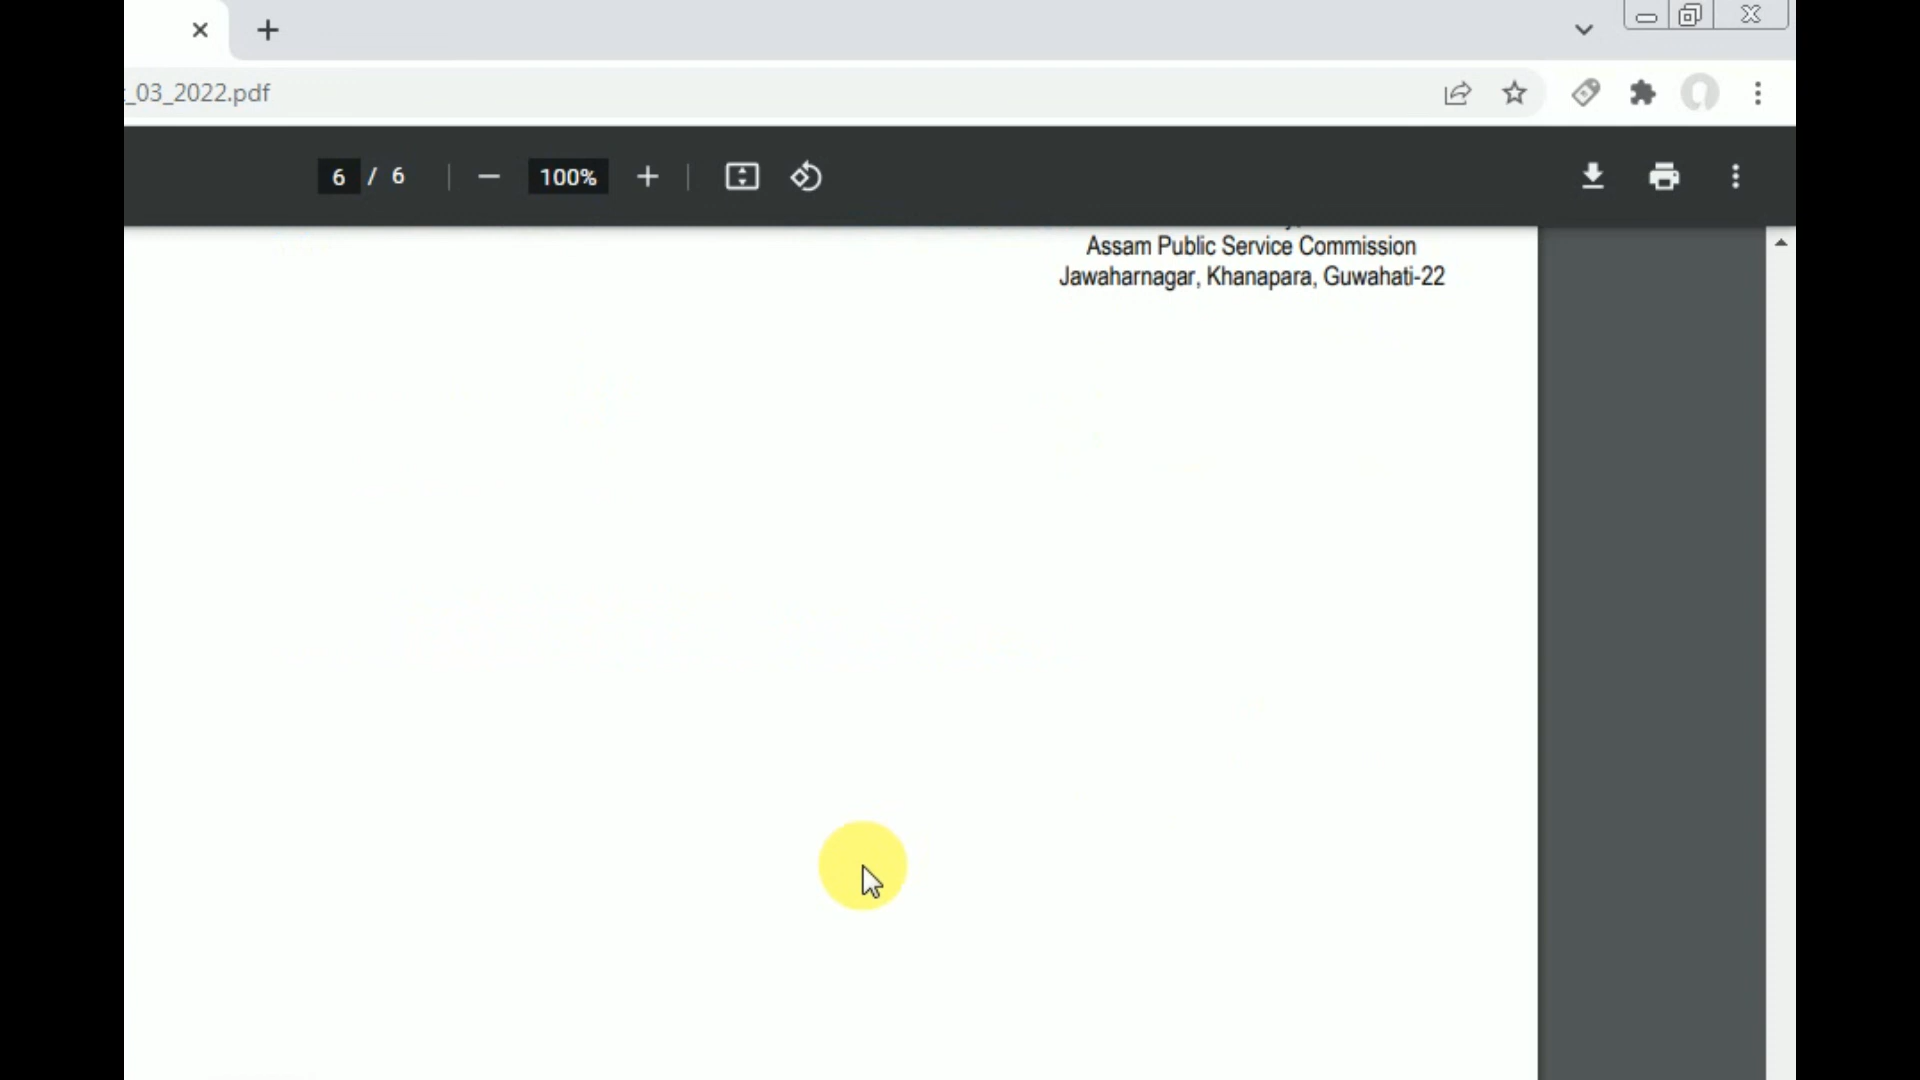 _03_2022.pdf
6 / 6
100%
Assam Public Service Commission
Jawaharnagar, Khanapara, Guwahati-22